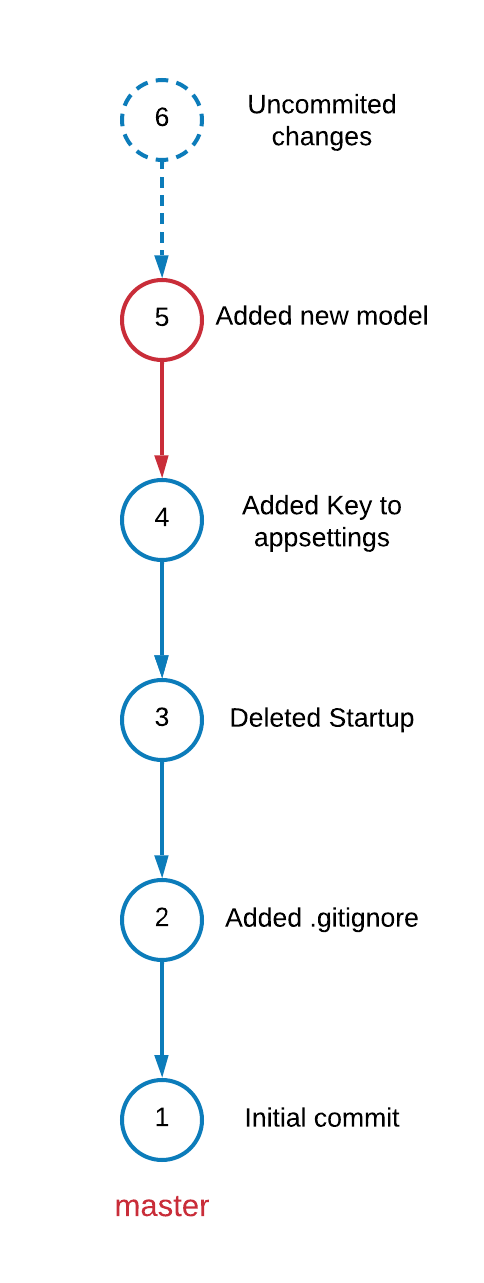 6
Uncommited
changes
5
Added new model
4
Added Key to
appsettings
3
Deleted Startup
2
Added .gitignore
1
Initial commit
master